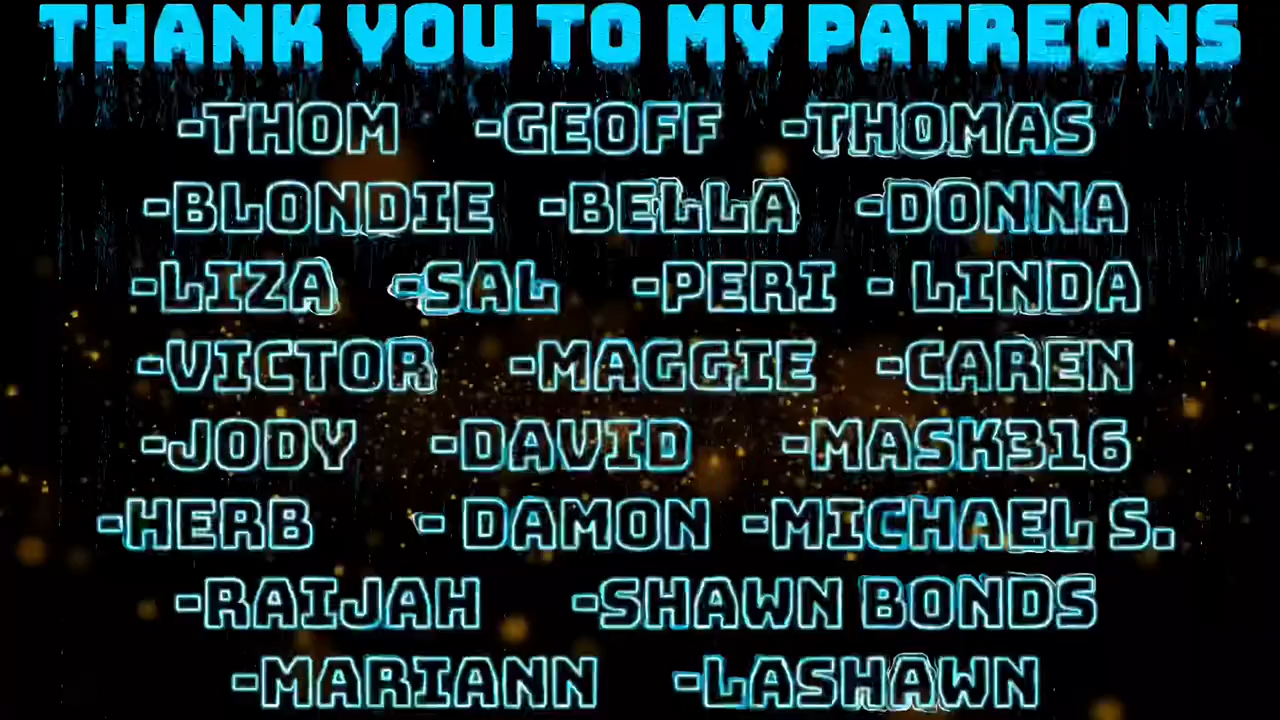 THANK YOU TO MY PATREONS
-THOM -GEOFF -THOMAS
-BLONDIE -BELLA -DONNA
-LIZA -SAL -PERI - LINDA
-VICTOR -MAGGIE -CAREN
-JODY -DAVID -MASK316
-HERB - DAMON -MICHAEL S.
-RAIJAH -SHAWN BONDS
-MARIANN -LASHAWN